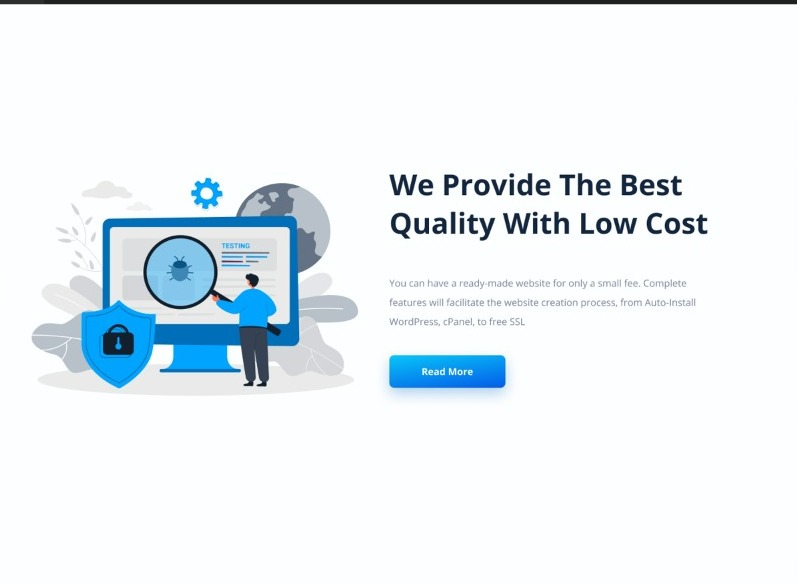 TESTING
We Provide The Best
Quality With Low Cost
You can have a ready-made website for only a small fee. Complete
features will facilitate the website creation process, from Auto-Install
WordPress, cPanel, to free SSL
Read More